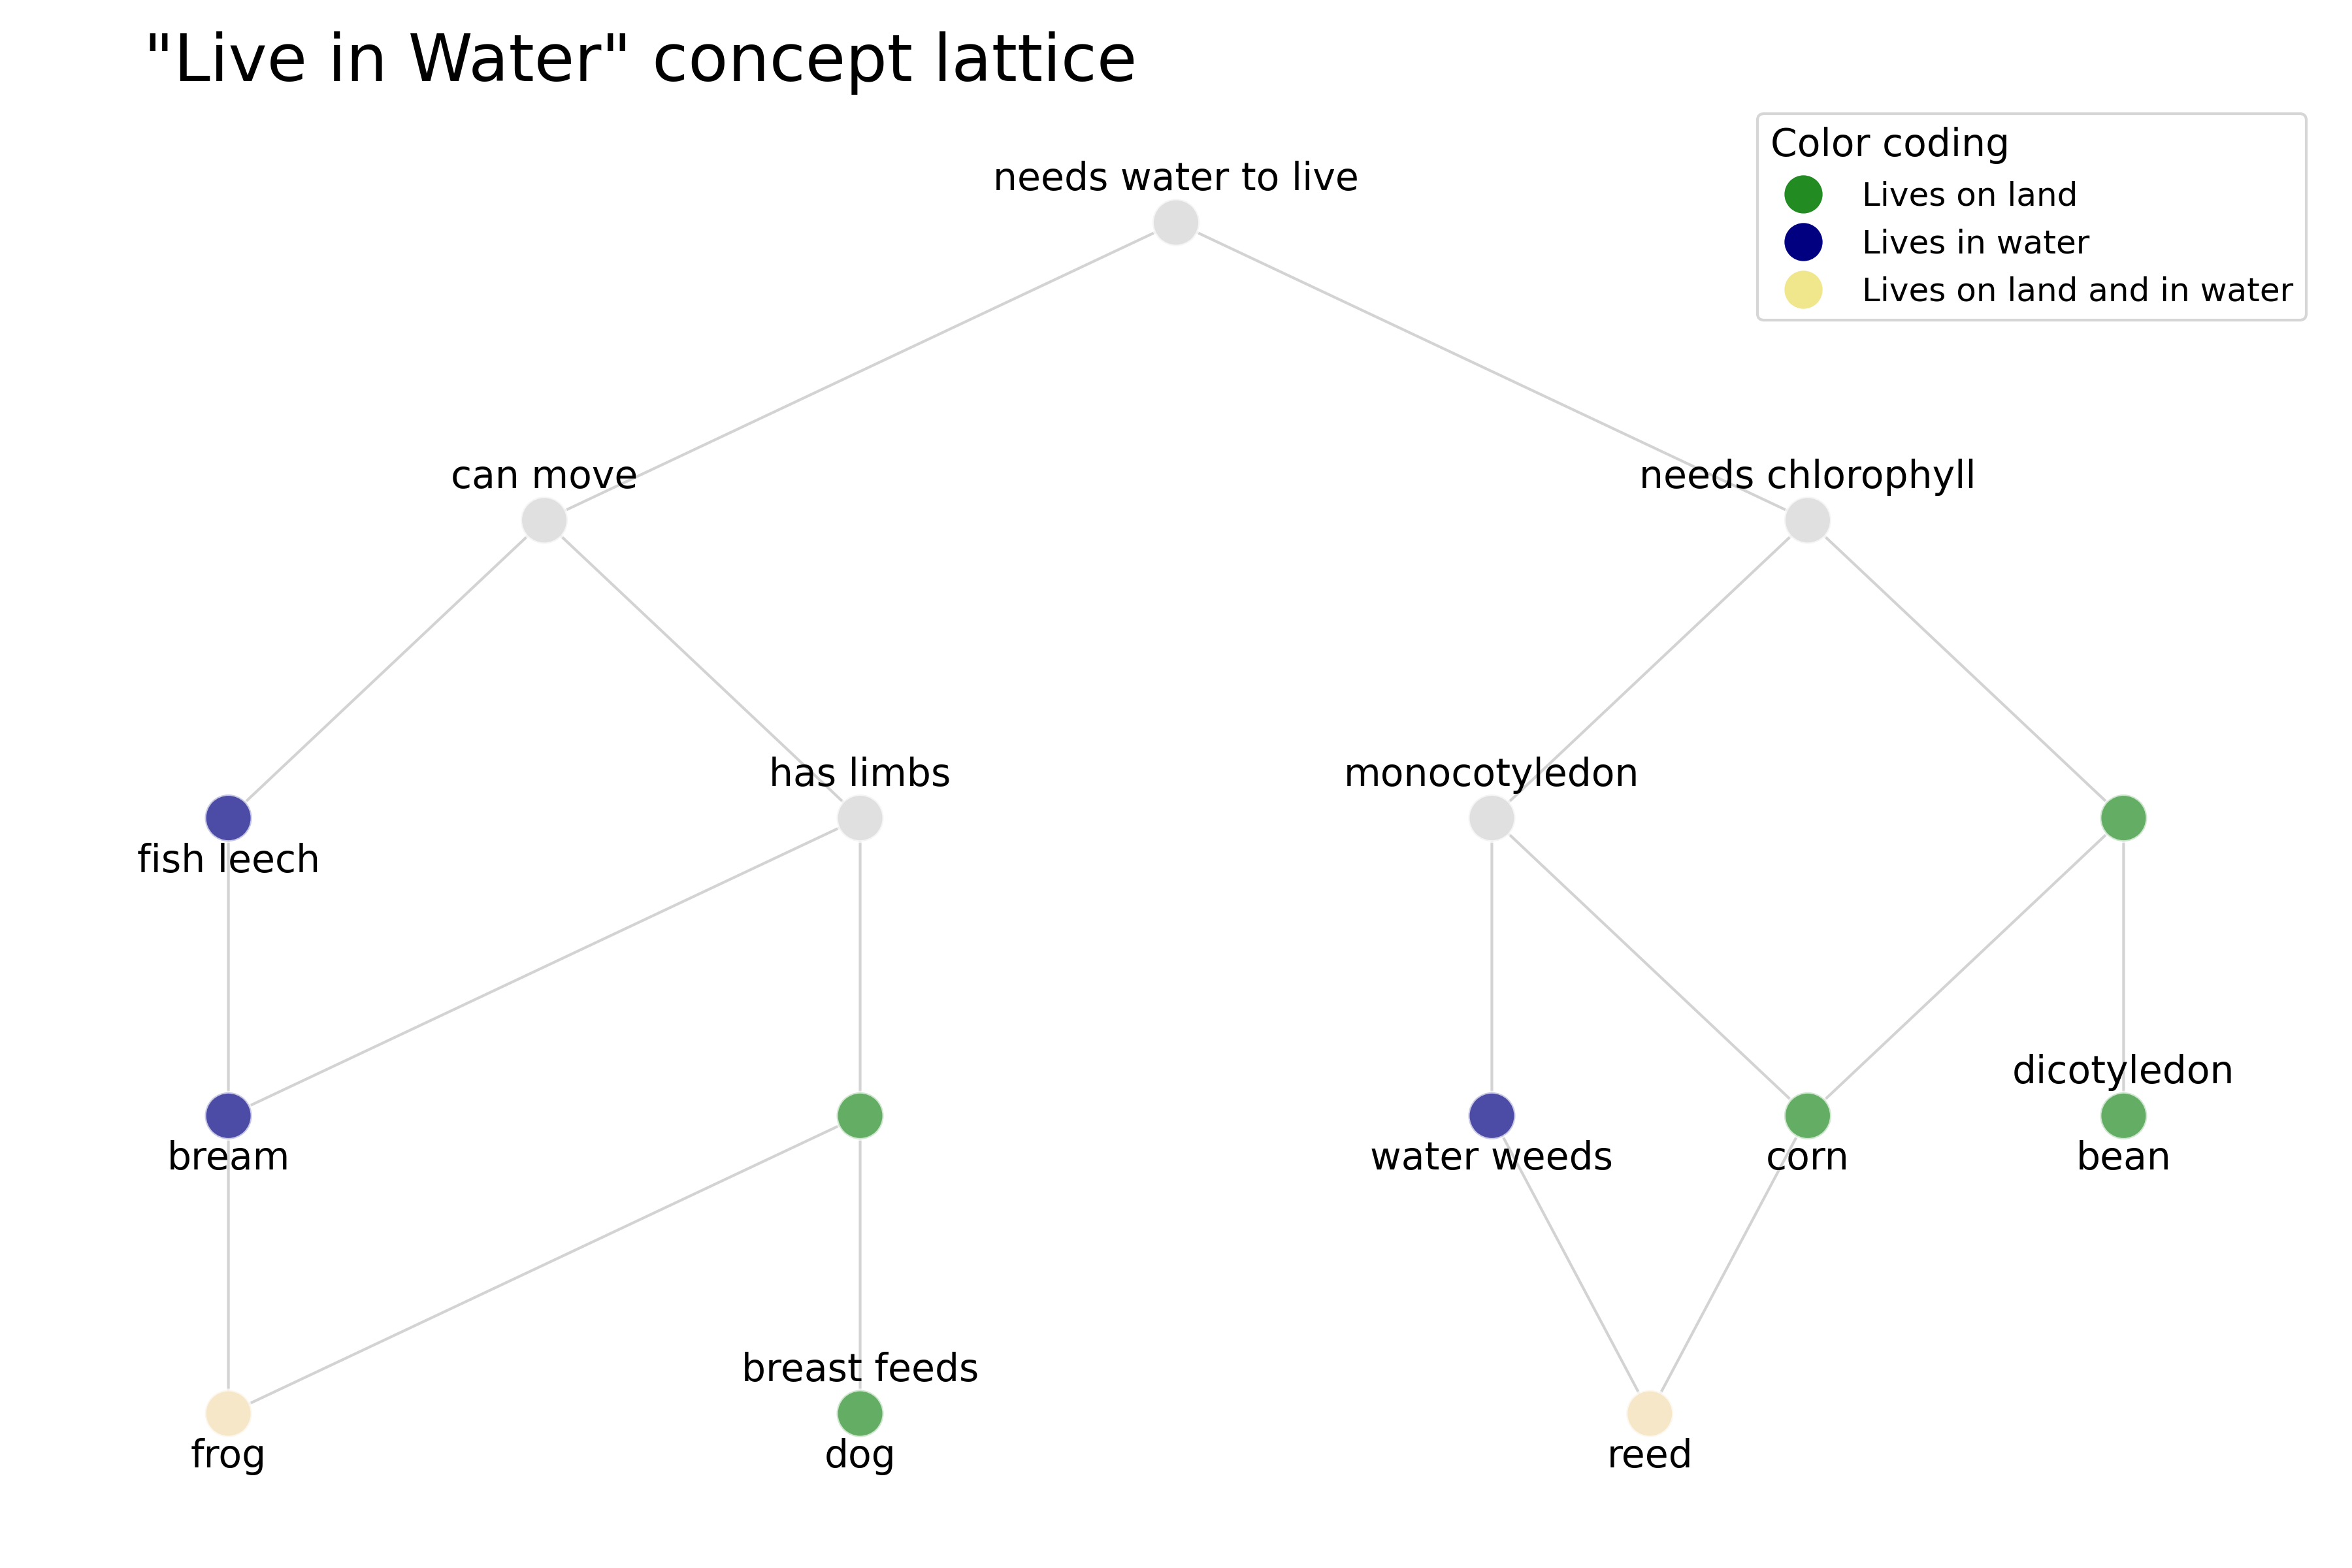 "Live in Water" concept lattice
Color coding
Lives on land
Lives in water
Lives on land and in water
needs water to live
can move
needs chlorophyll
has limbs
monocotyledon
fish leech
dicotyledon
bream
water weeds
corn
bean
breast feeds
frog
dog
reed